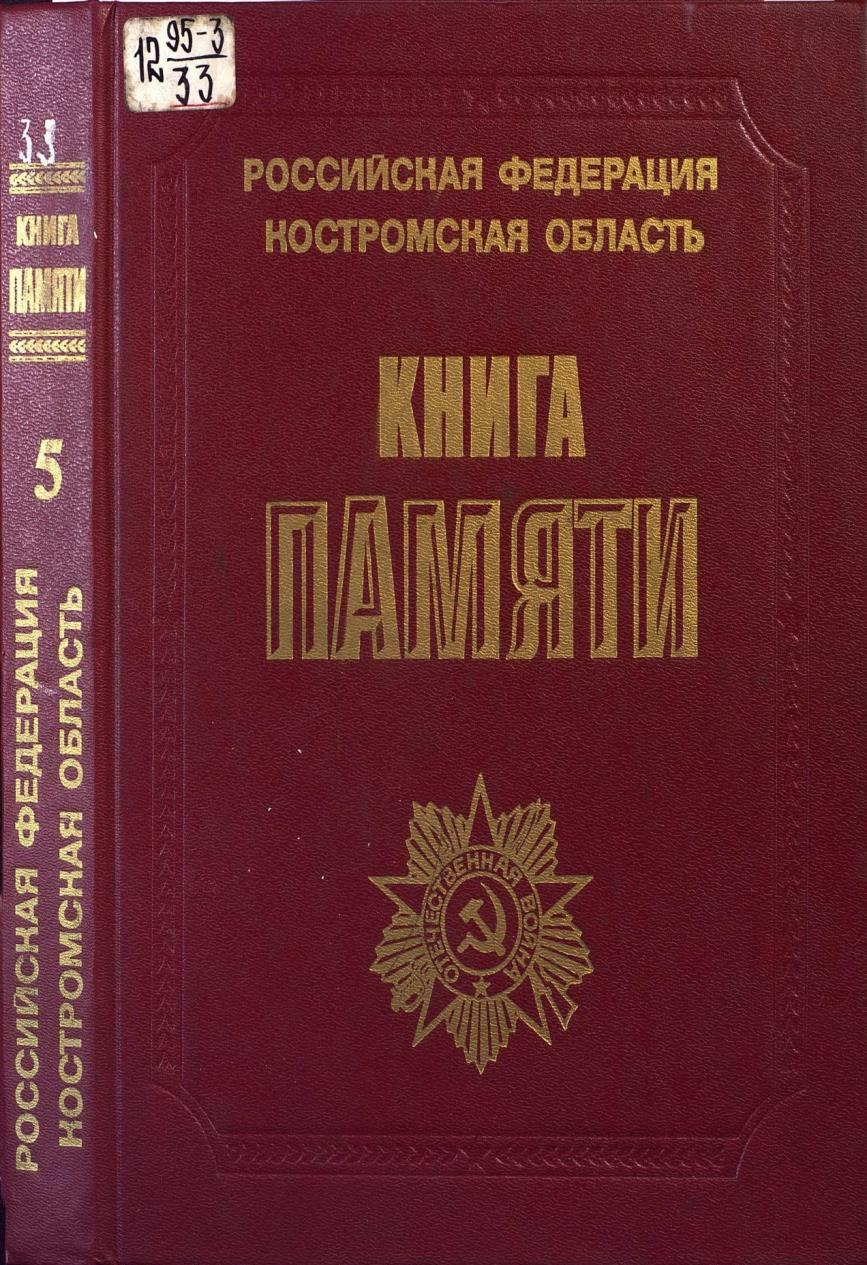 12 95-3
33
33
КНИГА
ПАМЯТИ
5
РОССИЙСКАЯ ФЕДЕРАЦИЯ
КОСТРОМСКАЯ ОБЛАСТЬ
РОССИЙСКАЯ ФЕДЕРАЦИЯ
КОСТРОМСКАЯ ОБЛАСТЬ
КНИГА
ПАМЯТИ
ОТЕЧЕСТВЕННАЯ ВОЙНА